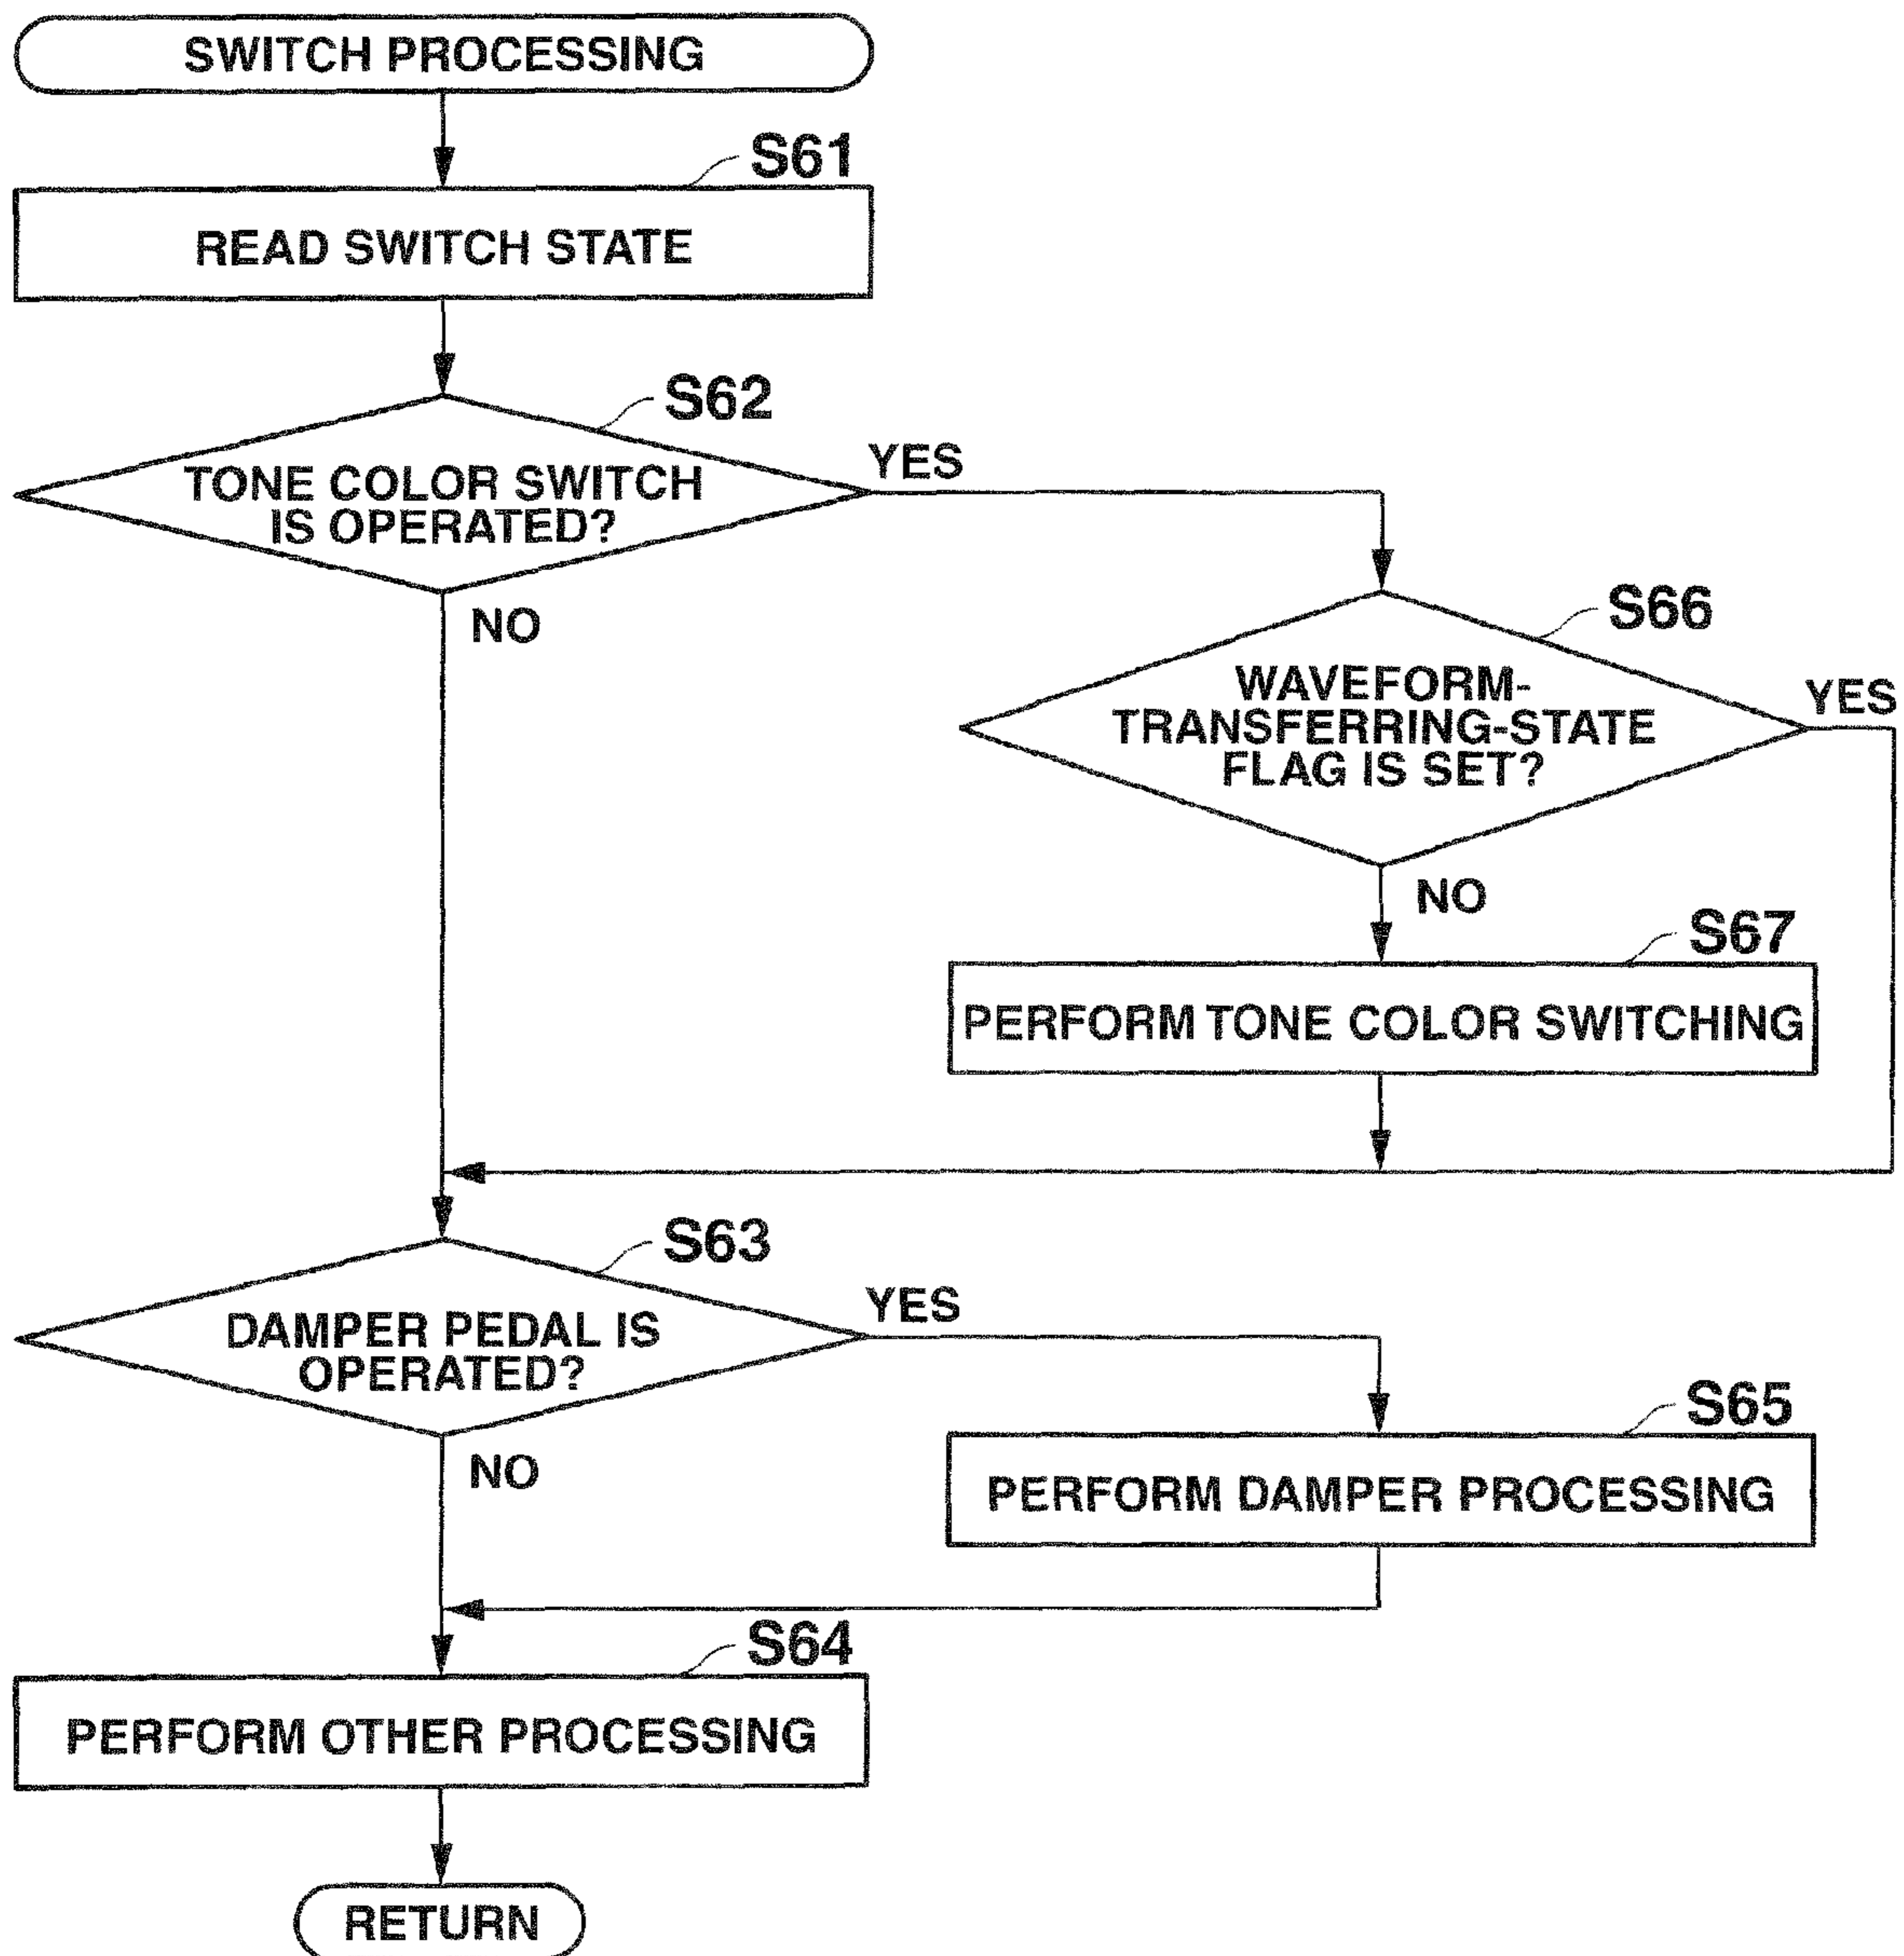 SWITCH PROCESSING
S61
READ SWITCH STATE
S62
TONE COLOR SWITCH
IS OPERATED?
YES
NO
S66
WAVEFORM-
TRANSFERRING-STATE
FLAG IS SET?
YES
NO
S67
PERFORM TONE COLOR SWITCHING
S63
DAMPER PEDAL IS
OPERATED?
YES
NO
S65
PERFORM DAMPER PROCESSING
S64
PERFORM OTHER PROCESSING
RETURN